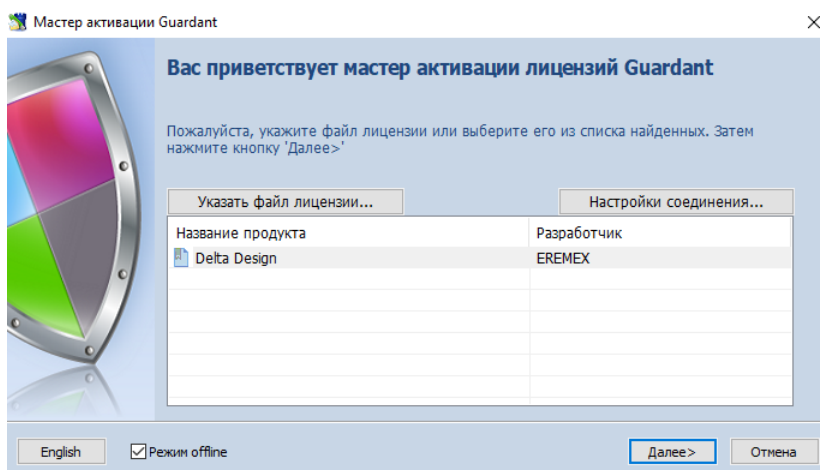 Мастер активации Guardant
Вас приветствует мастер активации лицензий Guardant
Пожалуйста, укажите файл лицензии или выберите его из списка найденных. Затем
нажмите кнопку 'Далее>'
Указать файл лицензии... Настройки соединения...
Название продукта Разработчик
Delta Design EREMEX
English Режим offline Далее> Отмена